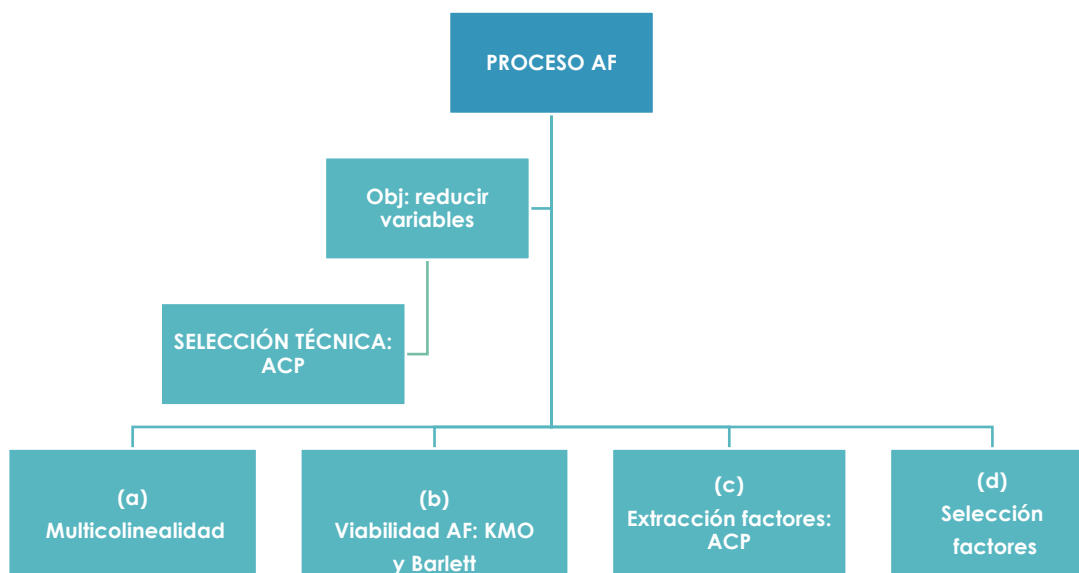 PROCESO AF
Obj: reducir
variables
SELECCIÓN TÉCNICA:
ACP
(a)
Multicolinealidad
(b)
Viabilidad AF: KMO
y Barlett
(c)
Extracción factores:
ACP
(d)
Selección
factores